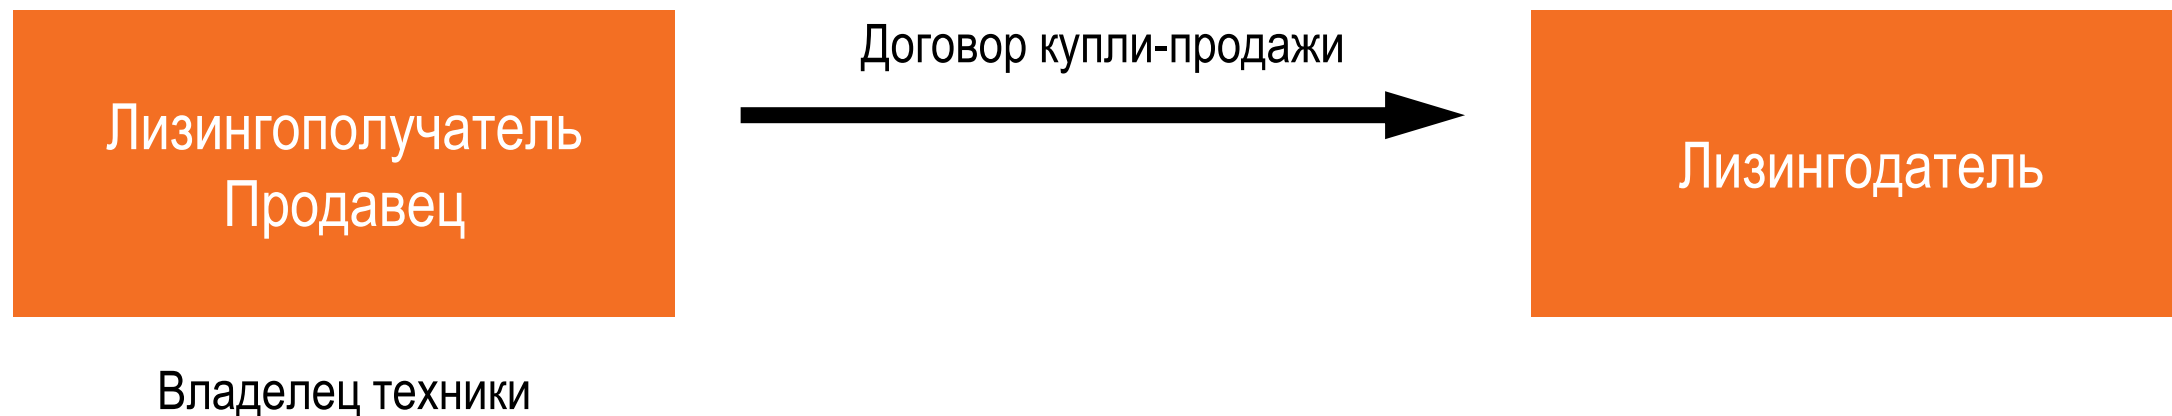 Договор купли-продажи
Лизингополучатель
Продавец
Лизингодатель
Владелец техники